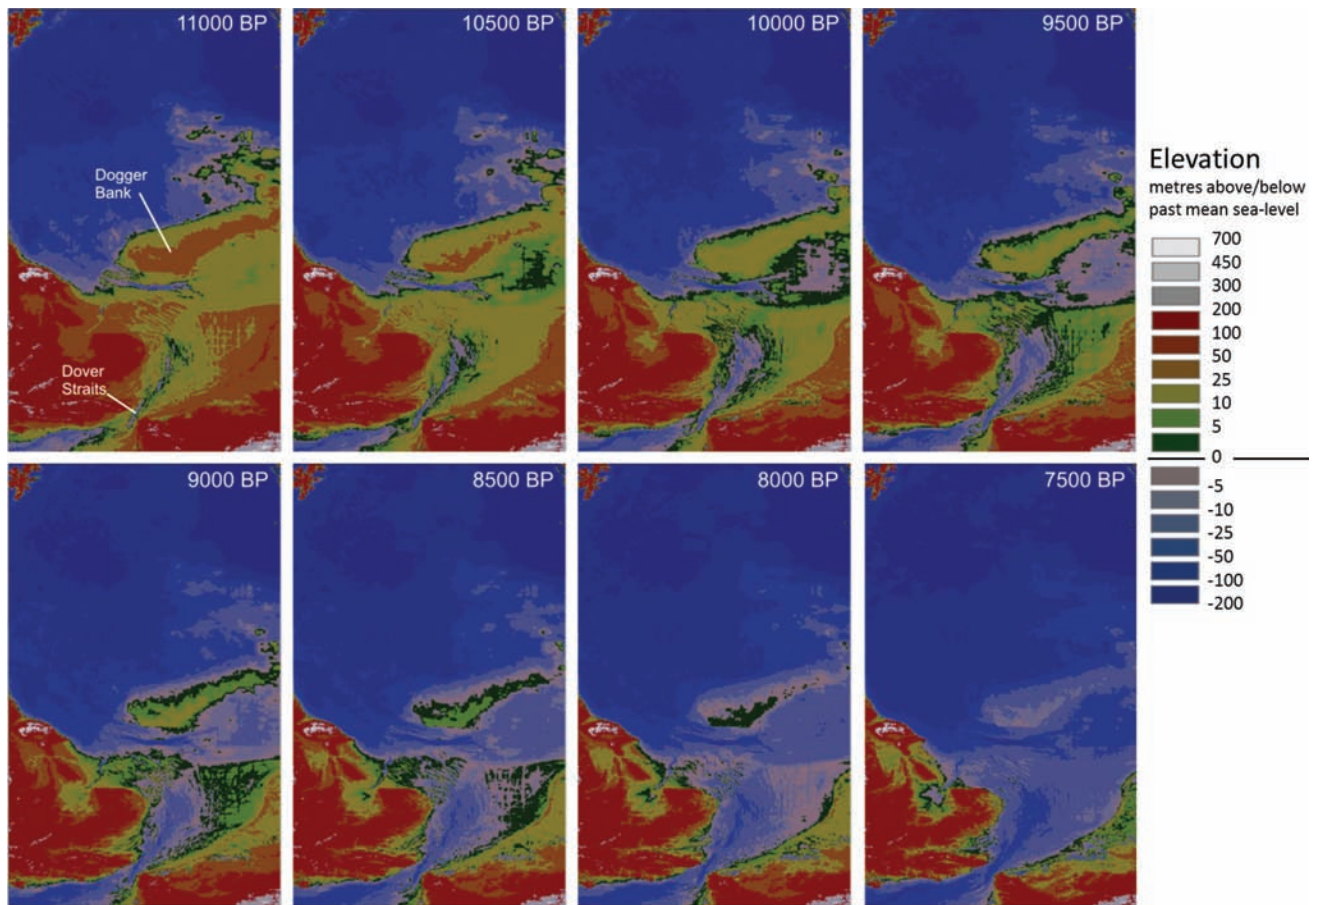 11000 BP
10500 BP
10000 BP
9500 BP
Dogger
Bank
Dover
Straits
Elevation
metres above/below
past mean sea-level
700
450
300
200
100
50
25
10
5
0
-5
-10
-25
-50
-100
-200
9000 BP
8500 BP
8000 BP
7500 BP